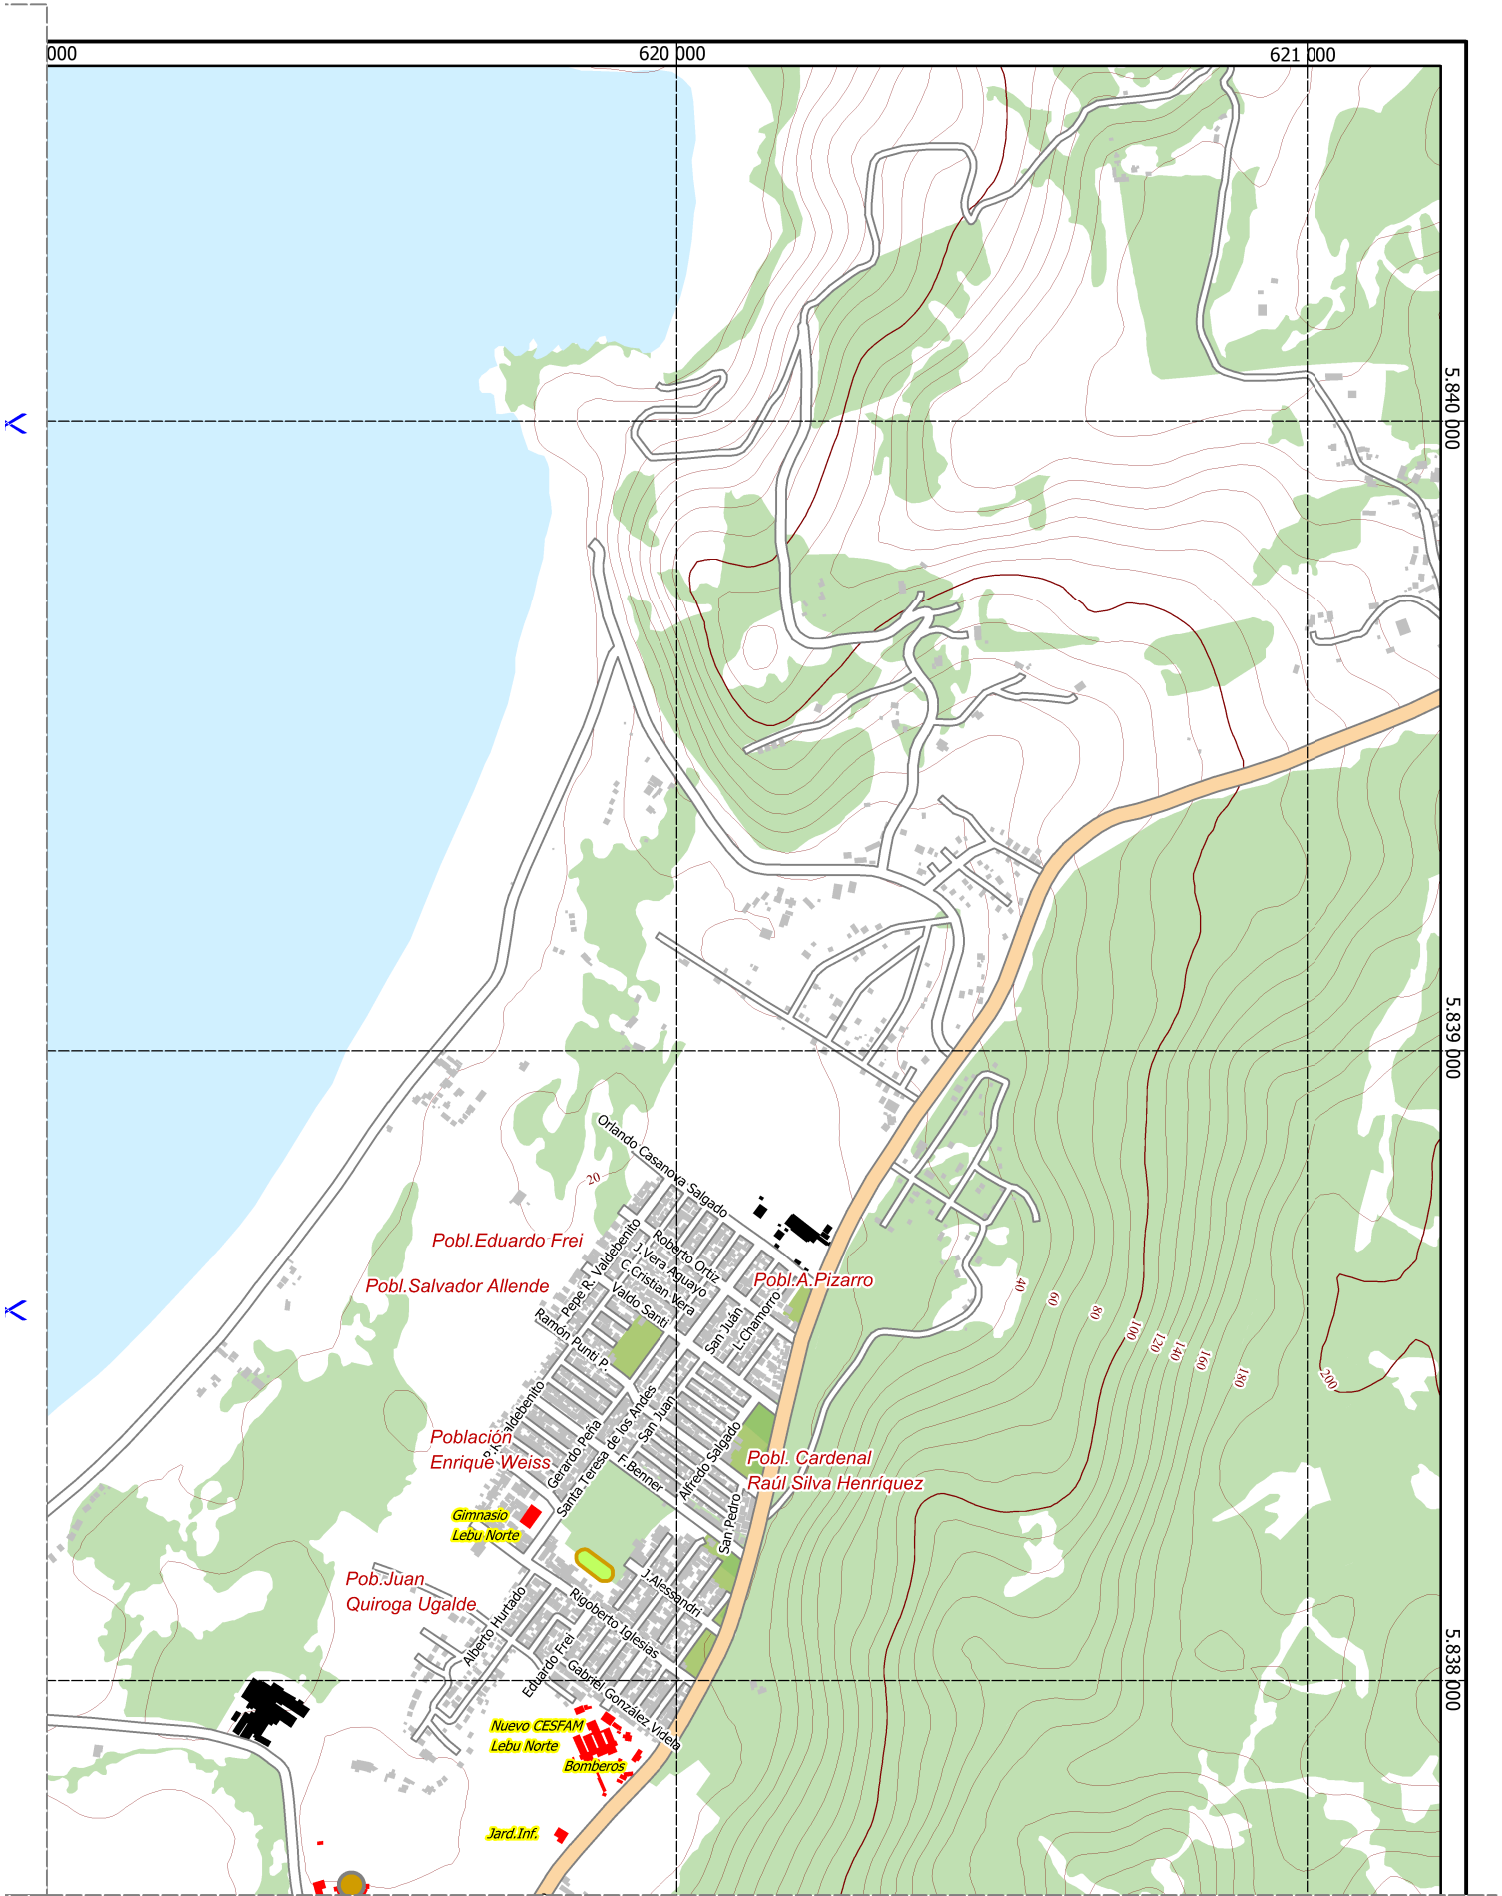 000
620 000
621 000
5.840 000
5.839 000
Orlando Casanova Salgado
20
Pobl.Eduardo Frei
Pepe R. Valdebenito
Roberto Ortiz
J.Vera Aguayo
C.Cristian Vera
Valdo Santi
Pobl.Salvador Allende
Pobl.A.Pizarro
Ramón Punti P.
San Juán
L.Chamorro
40
60
80
100
120
140
160
180
200
P.R.Valdebenito
Gerardo Peña
Santa Teresa de los Andes
San Juan
Alfredo Salgado
Población
Enrique Weiss
F.Benner
Pobl. Cardenal
Raúl Silva Henríquez
San Pedro
Gimnasio
Lebu Norte
Pob.Juan
Quiroga Ugalde
J.Alessandri
Alberto Hurtado
Rigoberto Iglesias
Eduardo Frei
Gabriel González Videla
5.838 000
Nuevo CESFAM
Lebu Norte
Bomberos
Jard.Inf.